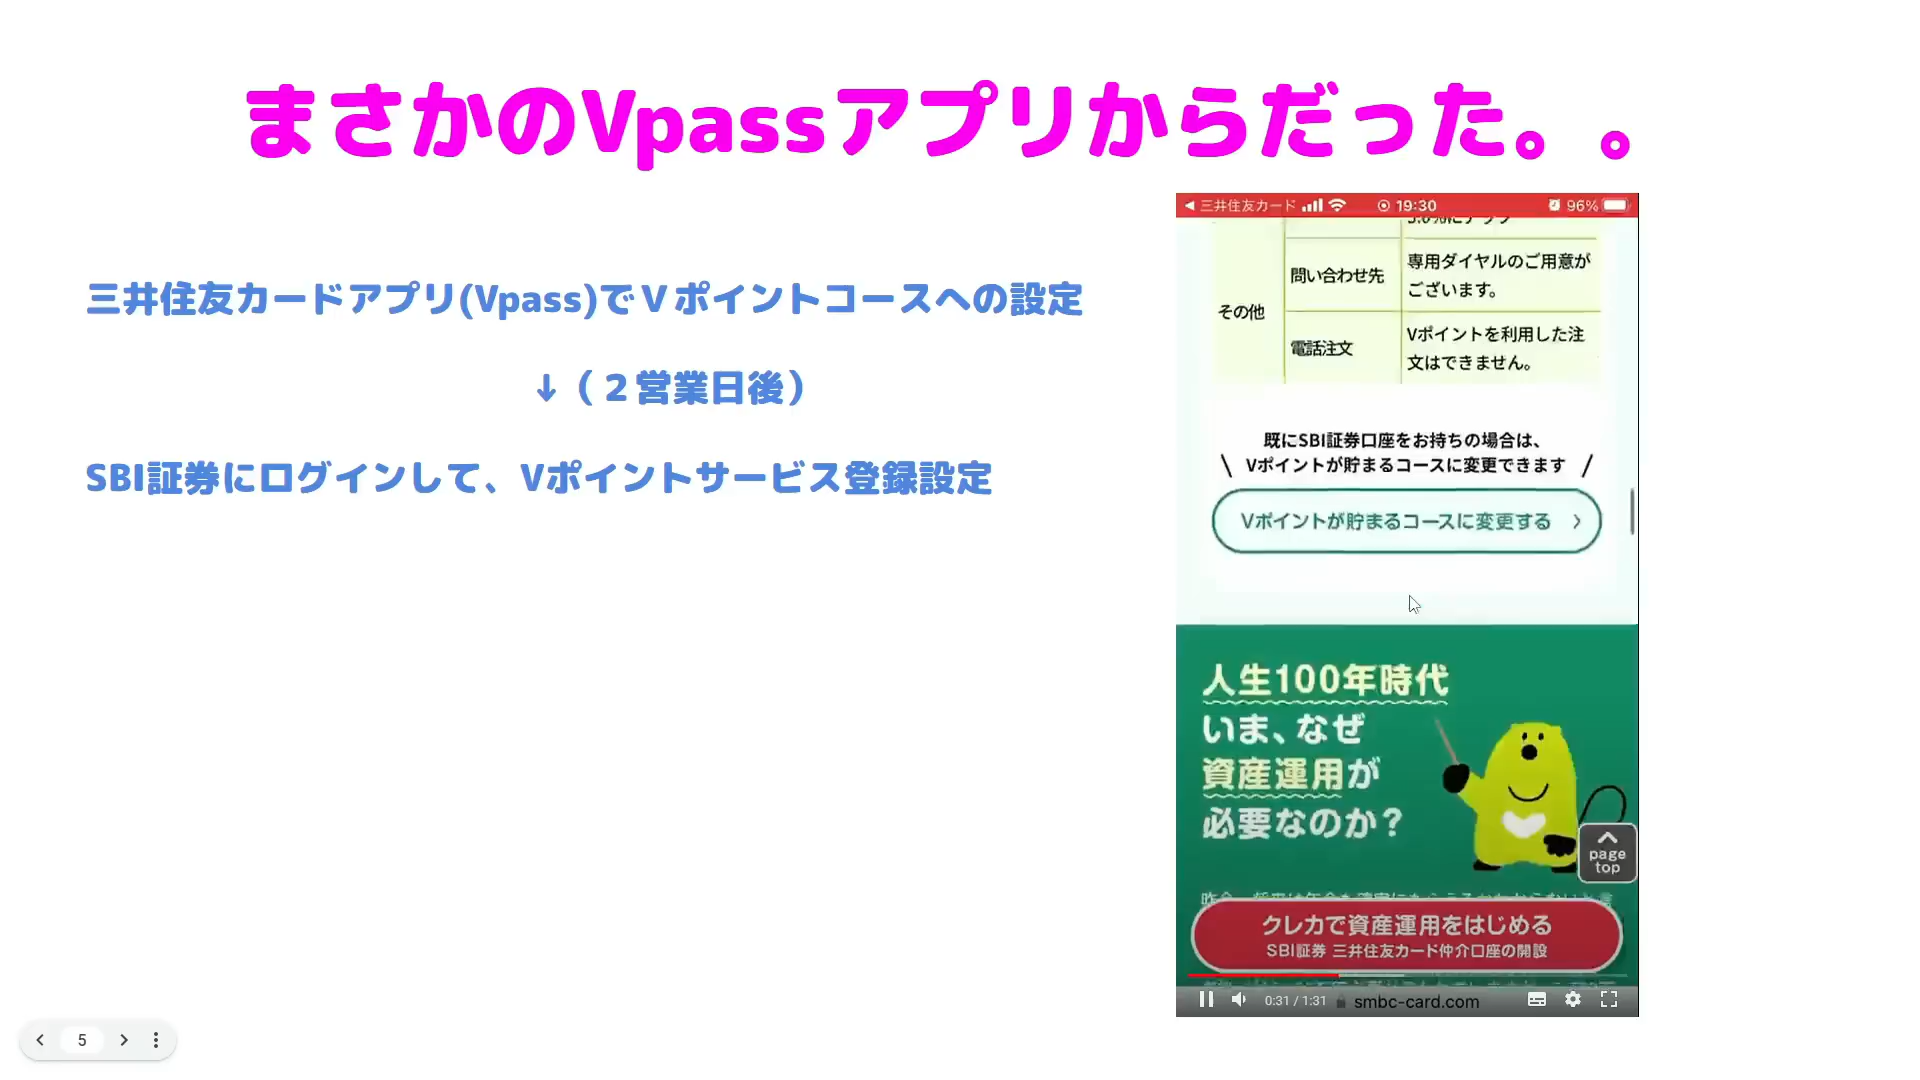 まさかのVpassアプリからだった。。
三井住友カードアプリ(Vpass)でVポイントコースへの設定
↓(2営業日後)
SBI証券にログインして、Vポイントサービス登録設定
三井住友カード
19:30
96%
その他
問い合わせ先
専用ダイヤルのご用意が
ございます。
電話注文
Vポイントを利用した注
文はできません。
既にSBI証券口座をお持ちの場合は、
\ Vポイントが貯まるコースに変更できます /
Vポイントが貯まるコースに変更する
人生100年時代
いま、なぜ
資産運用が
必要なのか?
page
top
クレカで資産運用をはじめる
SBI証券 三井住友カード仲介口座の開設
0:31 / 1:31
smbc-card.com
5